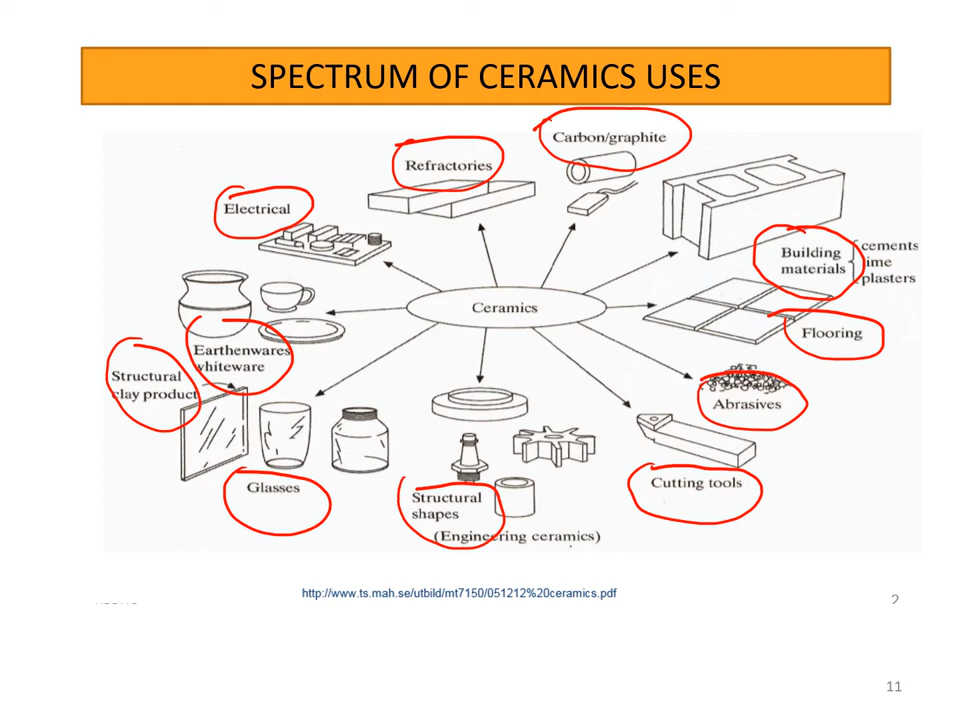 SPECTRUM OF CERAMICS USES
Carbon/graphite
Refractories
Electrical
Building
materials
cements
lime
plasters
Ceramics
Flooring
Earthenwares
whiteware
Structural
clay product
Abrasives
Glasses
Structural
shapes
Cutting tools
(Engineering ceramics)
http://www.ts.mah.se/utbild/mt7150/051212%20ceramics.pdf
2
11